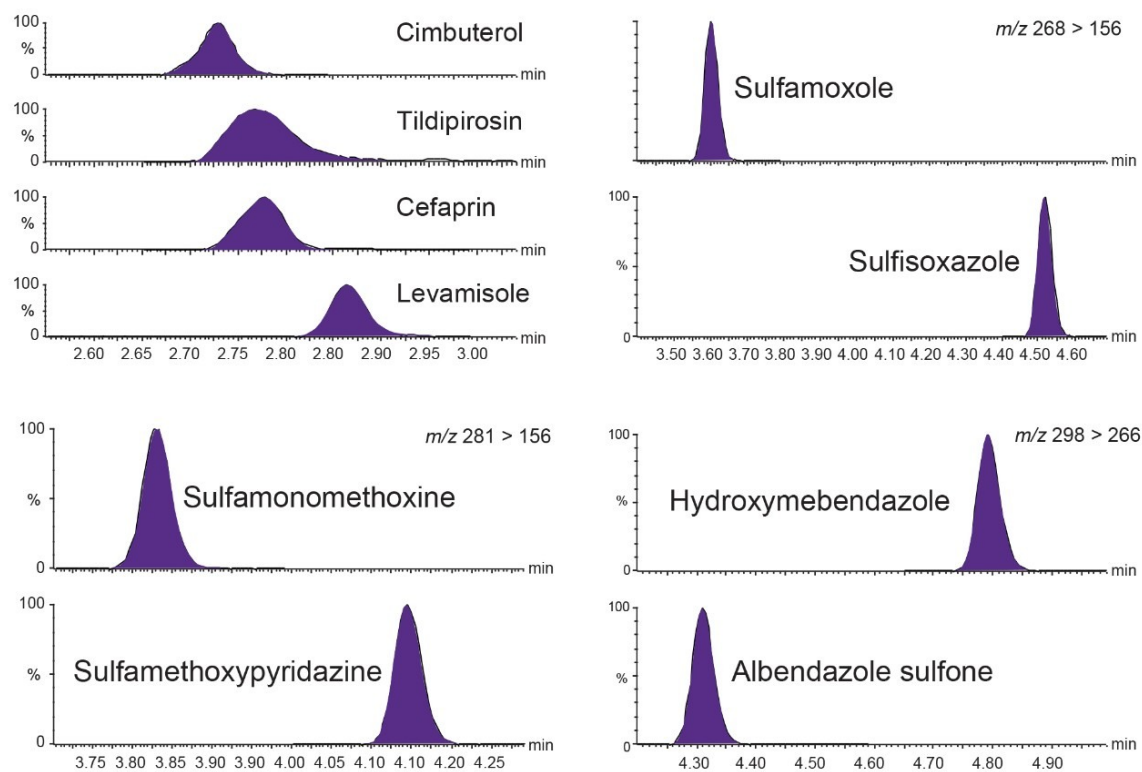 100
%
0
Cimbuterol
min
100
%
0
Tildipirosin
min
100
%
0
Cefaprin
min
100
%
0
Levamisole
min
2.60 2.65 2.70 2.75 2.80 2.80 2.90 2.95 3.00
100
%
0
m/z 268 > 156
Sulfamoxole
min
100
%
0
Sulfisoxazole
min
3.50 3.60 3.70 3.80 3.90 4.00 4.10 4.20 4.30 4.40 4.50 4.60
100
%
0
m/z 281 > 156
Sulfamonomethoxine
min
100
%
0
Sulfamethoxypyridazine
min
3.75 3.80 3.85 3.90 3.90 4.00 4.10 4.10 4.20 4.25
100
%
0
m/z 298 > 266
Hydroxymebendazole
min
100
%
0
Albendazole sulfone
min
4.30 4.40 4.50 4.60 4.70 4.80 4.90